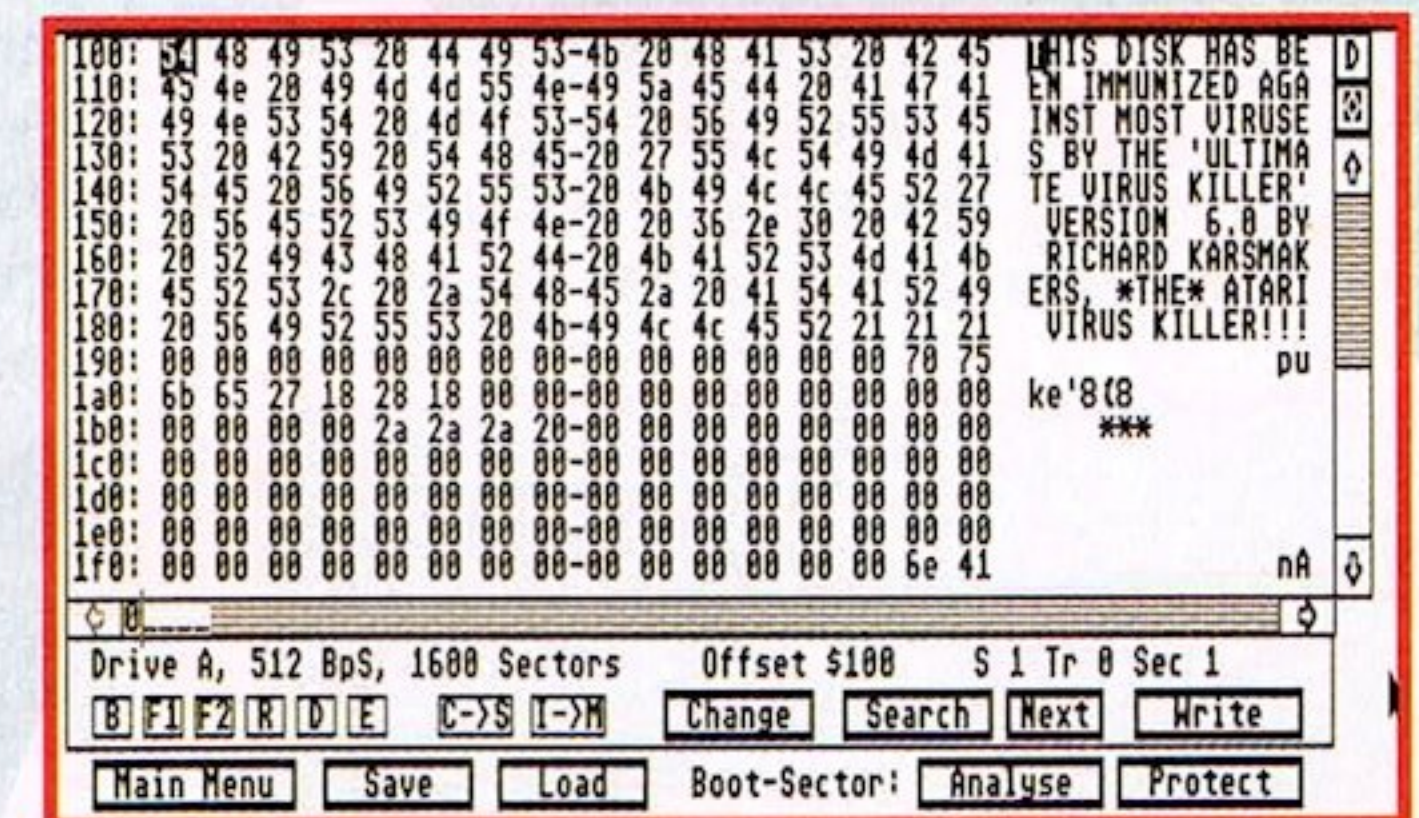 100: 54 48 49 53 20 44 49 53-4b 20 48 41 53 20 42 45 THIS DISK HAS BE D
110: 45 4e 20 49 4d 4d 55 4e-49 5a 45 44 20 41 47 41 EN IMMUNIZED AGA
120: 49 4e 53 54 20 4d 4f 53-54 20 56 49 52 55 53 45 INST MOST VIRUSE
130: 53 20 42 59 20 54 48 45-20 27 55 4c 54 49 4d 41 S BY THE 'ULTIMA
140: 54 45 20 56 49 52 55 53-20 4b 49 4c 4c 45 52 27 TE VIRUS KILLER'
150: 20 56 45 52 53 49 4f 4e-20 20 36 2e 30 20 42 59 VERSION 6.0 BY
160: 20 52 49 43 48 41 52 44-20 4b 41 52 53 4d 41 4b RICHARD KARSMAK
170: 45 52 53 2c 20 2a 54 48-45 2a 20 41 54 41 52 49 ERS, *THE* ATARI
180: 20 56 49 52 55 53 20 4b-49 4c 4c 45 52 21 21 21 VIRUS KILLER!!!
190: 00 00 00 00 00 00 00 00-00 00 00 00 00 00 70 75 pu
1a0: 6b 65 27 18 28 18 00 00-00 00 00 00 00 00 00 00 ke'8(8
1b0: 00 00 00 00 2a 2a 2a 20-00 00 00 00 00 00 00 00 ***
1c0: 00 00 00 00 00 00 00 00-00 00 00 00 00 00 00 00
1d0: 00 00 00 00 00 00 00 00-00 00 00 00 00 00 00 00
1e0: 00 00 00 00 00 00 00 00-00 00 00 00 00 00 00 00
1f0: 00 00 00 00 00 00 00 00-00 00 00 00 00 00 6e 41 nA
0____
Drive A, 512 BpS, 1600 Sectors Offset $100 S 1 Tr 0 Sec 1
B F1 F2 R D E C->S I->M Change Search Next Write
Main Menu Save Load Boot-Sector: Analyse Protect